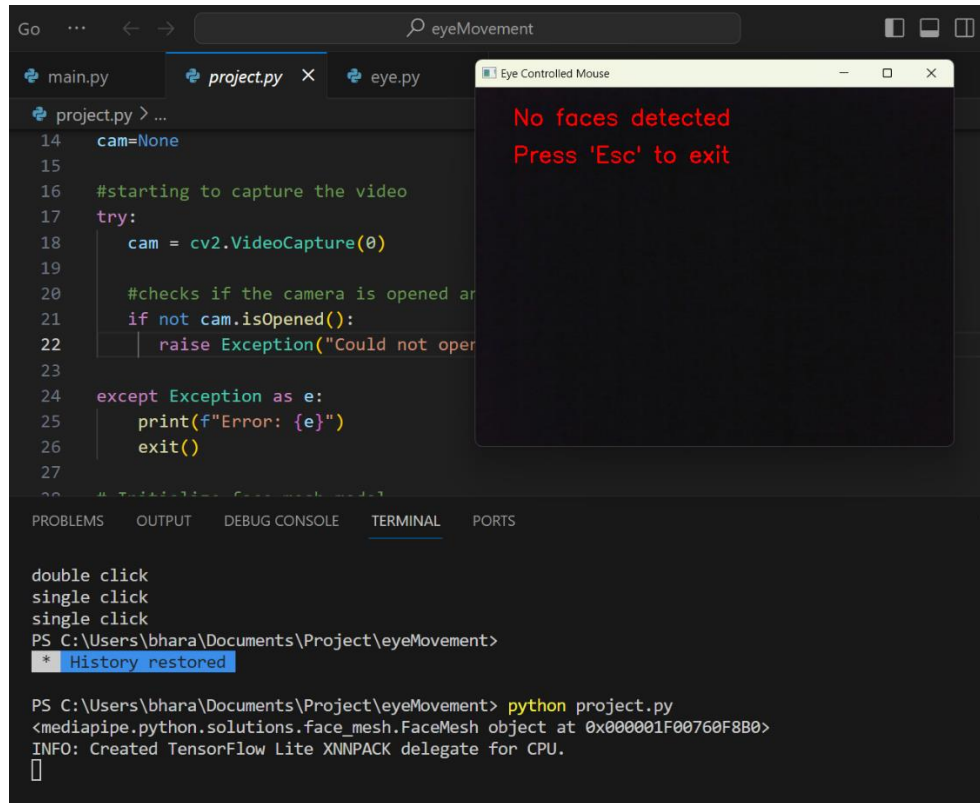 Go ... eyeMovement
main.py project.py eye.py
project.py > ...
14 cam=None
15
16 #starting to capture the video
17 try:
18 cam = cv2.VideoCapture(0)
19
20 #checks if the camera is opened
21 if not cam.isOpened():
22 raise Exception("Could not
23
24 except Exception as e:
25 print(f"Error: {e}")
26 exit()
27
Eye Controlled Mouse
No faces detected
Press 'Esc' to exit
PROBLEMS OUTPUT DEBUG CONSOLE TERMINAL PORTS
double click
single click
single click
PS C:\Users\bhara\Documents\Project\eyeMovement>
* History restored
PS C:\Users\bhara\Documents\Project\eyeMovement> python project.py
<mediapipe.python.solutions.face_mesh.FaceMesh object at 0x000001F00760F8B0>
INFO: Created TensorFlow Lite XNNPACK delegate for CPU.